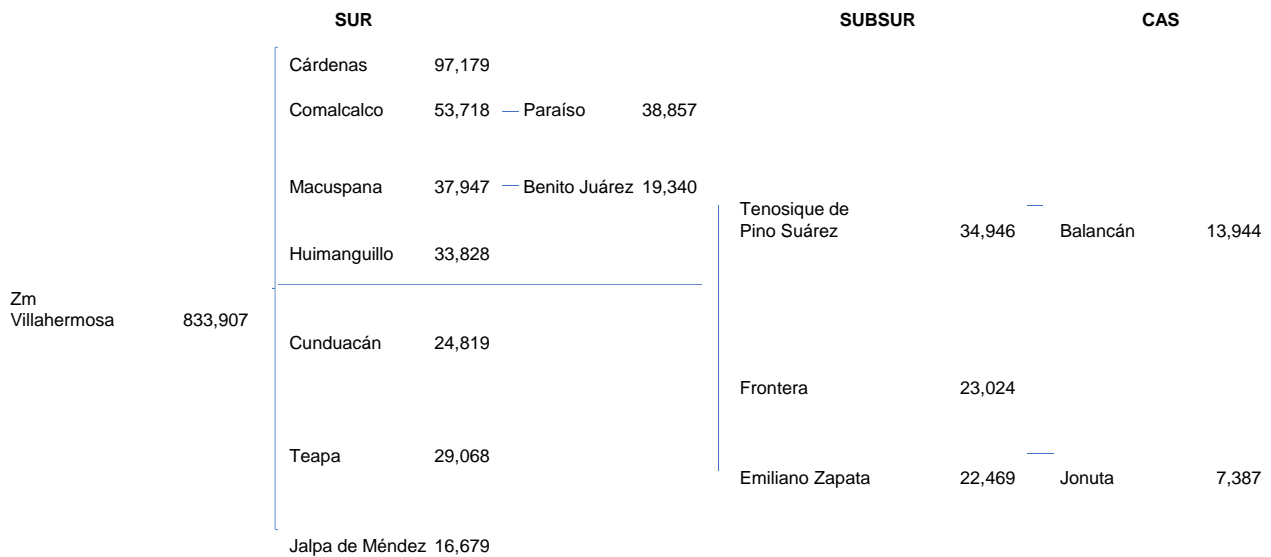 SUR SUBSUR CAS
Cárdenas 97,179
Comalcalco 53,718 Paraíso 38,857
Macuspana 37,947 Benito Juárez 19,340
Tenosique de
Pino Suárez 34,946 Balancán 13,944
Huimanguillo 33,828
Zm
Villahermosa 833,907
Cunduacán 24,819
Frontera 23,024
Teapa 29,068
Emiliano Zapata 22,469 Jonuta 7,387
Jalpa de Méndez 16,679